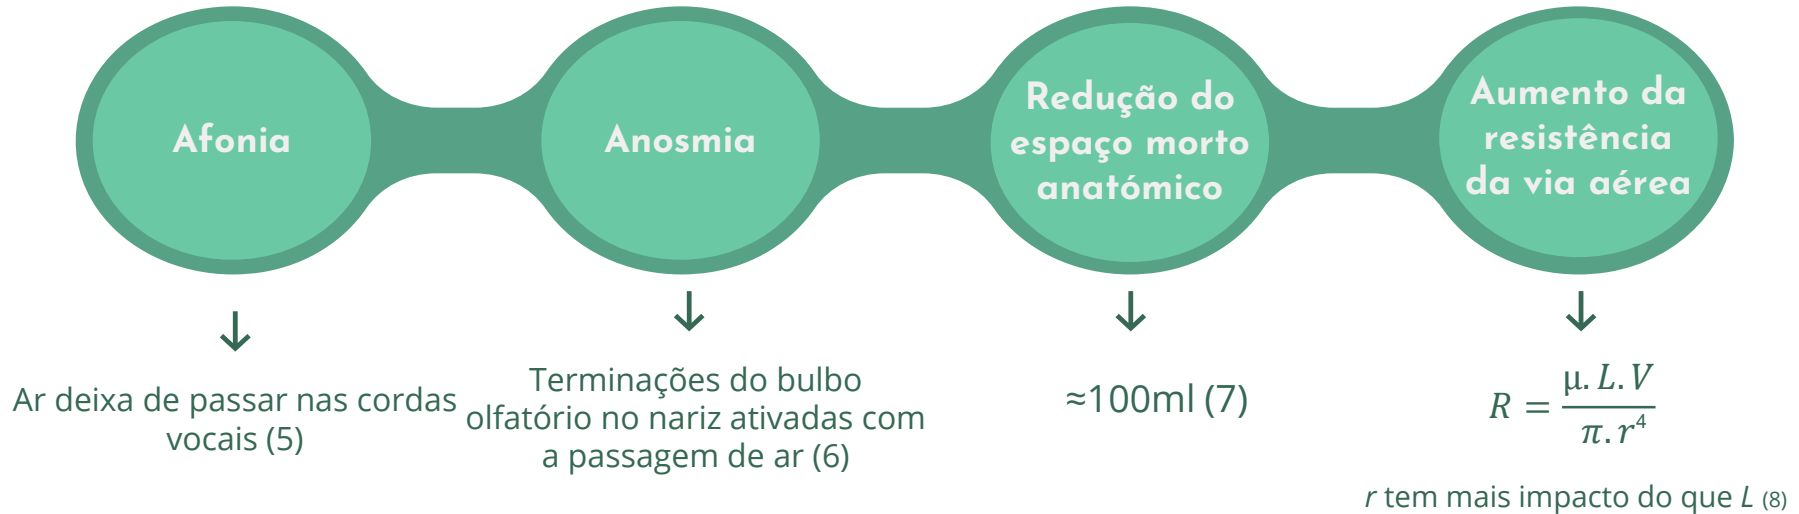 Afonia
Anosmia
Redução do
espaço morto
anatómico
Aumento da
resistência
da via aérea
Ar deixa de passar nas cordas
vocais (5)
Terminações do bulbo
olfatório no nariz ativadas com
a passagem de ar (6)
≈100ml (7)
R = μ. L. V / π. r⁴
r tem mais impacto do que L (8)